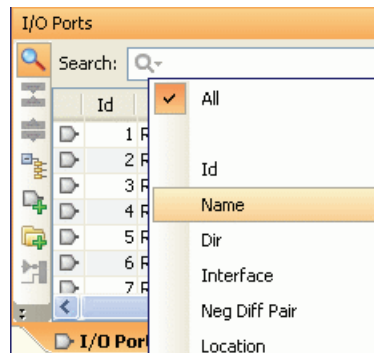 I/O Ports
Search:
Id
All
1 R
2 R
Id
3 R
4 R
Name
5 R
Dir
6 R
Interface
7 R
Neg Diff Pair
I/O Por
Location